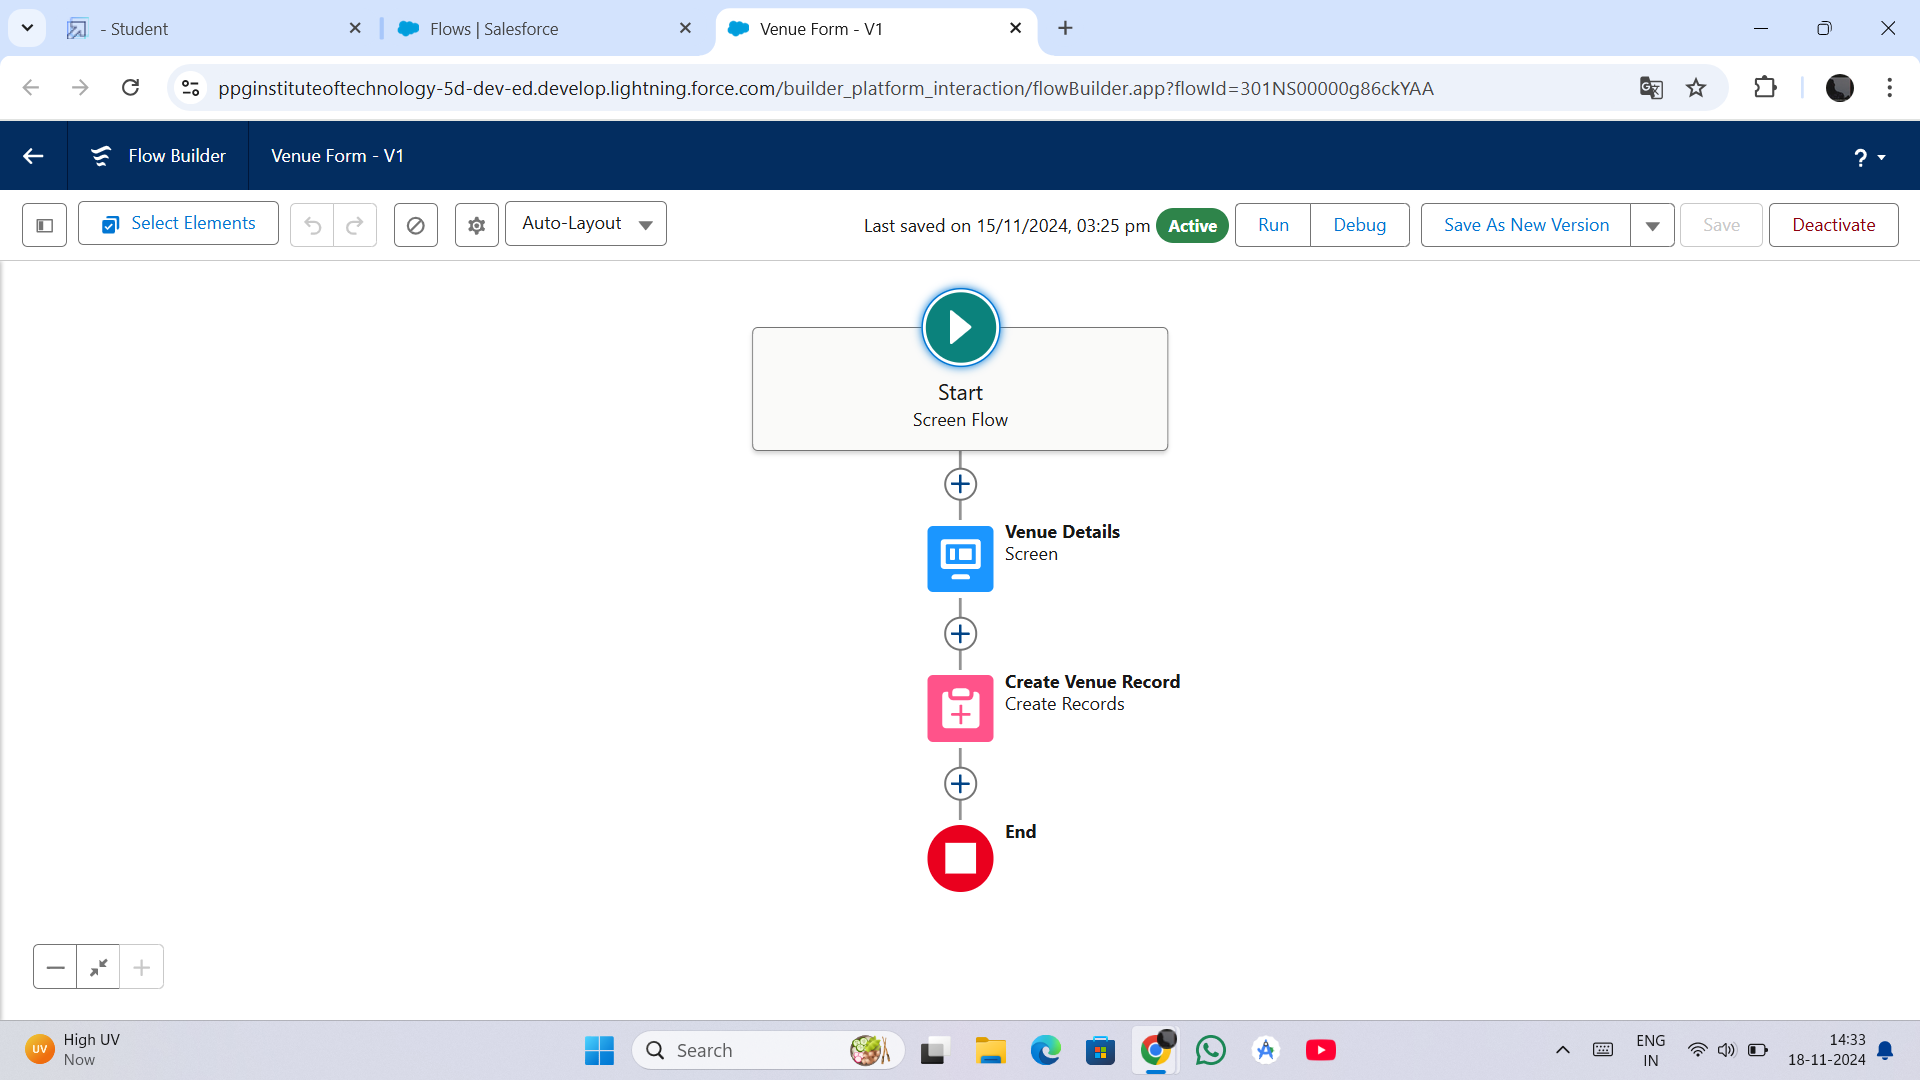 - Student
Flows | Salesforce
Venue Form - V1
ppginstituteoftechnology-5d-dev-ed.develop.lightning.force.com/builder_platform_interaction/flowBuilder.app?flowId=301NS00000g86ckYAA
Flow Builder
Venue Form - V1
?
Select Elements
Auto-Layout
Last saved on 15/11/2024, 03:25 pm
Active
Run
Debug
Save As New Version
Save
Deactivate
Start
Screen Flow
Venue Details
Screen
Create Venue Record
Create Records
End
UV
High UV
Now
Search
ENG
IN
14:33
18-11-2024